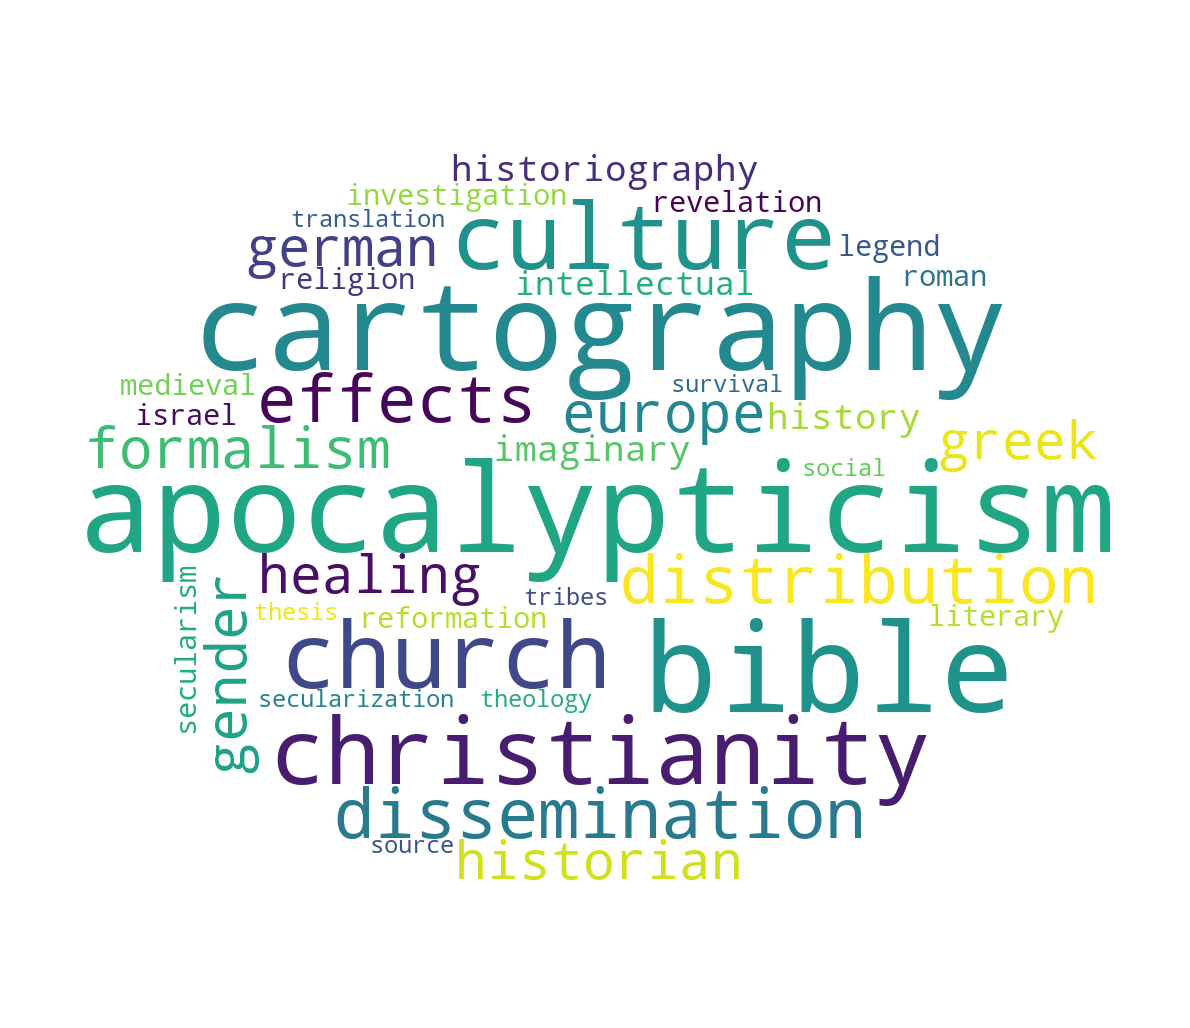 historiography
investigation
revelation
translation
culture
german
legend
religion
intellectual
roman
cartography
medieval
effects
survival
israel
europe
history
formalism
imaginary
greek
social
apocalypticism
healing
distribution
secularism
gender
thesis
tribes
reformation
literary
church
bible
secularization
theology
christianity
dissemination
source
historian